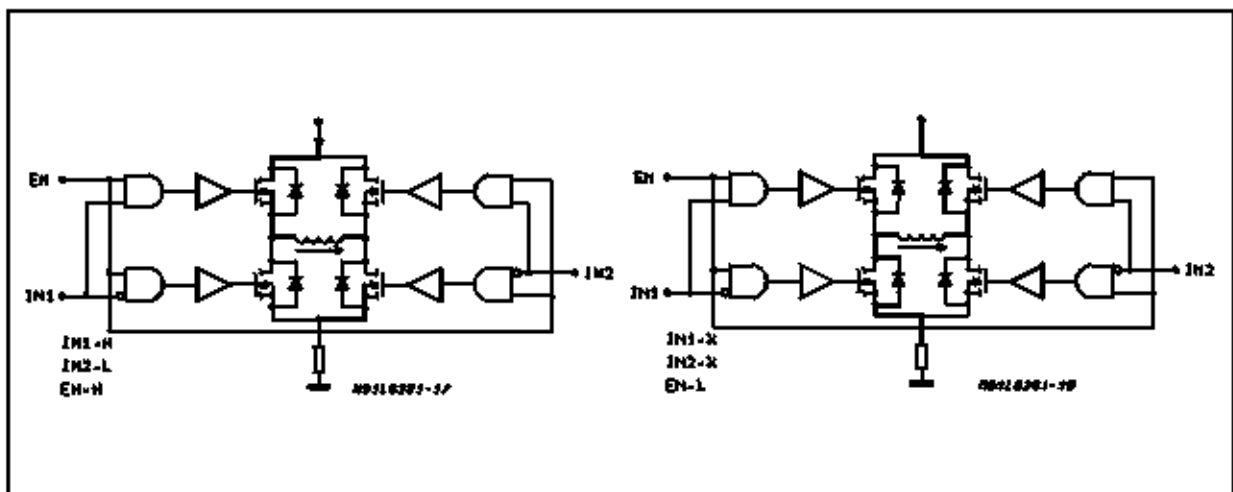 EN
IN1
IN2
IN1-H
IN2-L
EN-H
EN
IN1
IN2
IN1-X
IN2-X
EN-L